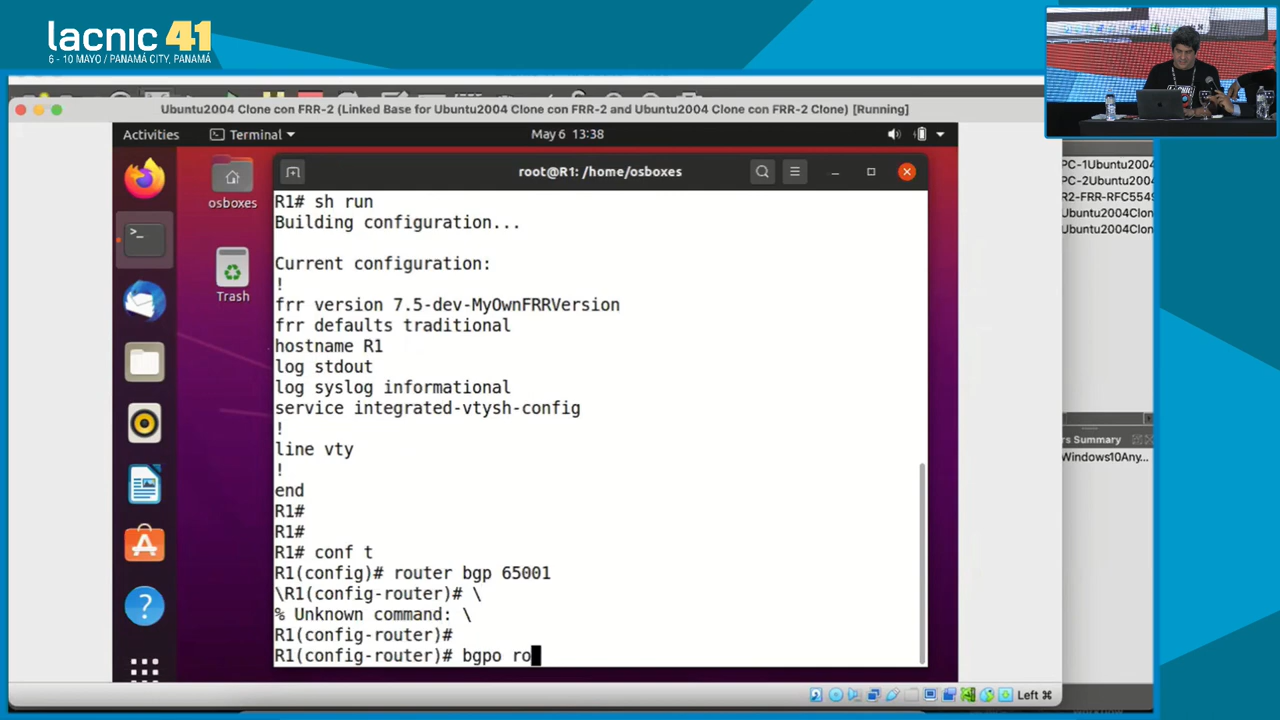 lacnic 41
6 - 10 MAYO / PANAMÁ CITY, PANAMÁ
Ubuntu2004 Clone con FRR-2 (Linked Base for Ubuntu2004 Clone con FRR-2 and Ubuntu2004 Clone con FRR-2 Clone) [Running]
Activities
Terminal
May 6 13:38
root@R1: /home/osboxes
osboxes
Trash
R1# sh run
Building configuration...
Current configuration:
!
frr version 7.5-dev-MyOwnFRRVersion
frr defaults traditional
hostname R1
log stdout
log syslog informational
service integrated-vtysh-config
!
line vty
!
end
R1#
R1#
R1# conf t
R1(config)# router bgp 65001
\R1(config-router)# \
% Unknown command: \
R1(config-router)#
R1(config-router)# bgpo ro
PC-1Ubuntu2004
PC-2Ubuntu2004
R2-FRR-RFC5549
Ubuntu2004Clon
Ubuntu2004Clon
rs Summary
Windows10Any...
Left ⌘